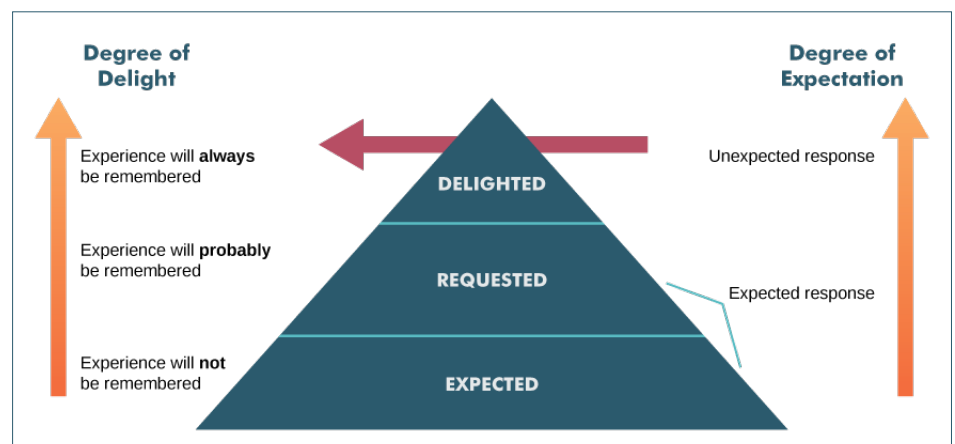 Degree of
Delight
Degree of
Expectation
Experience will always
be remembered
Unexpected response
DELIGHTED
Experience will probably
be remembered
REQUESTED
Expected response
Experience will not
be remembered
EXPECTED